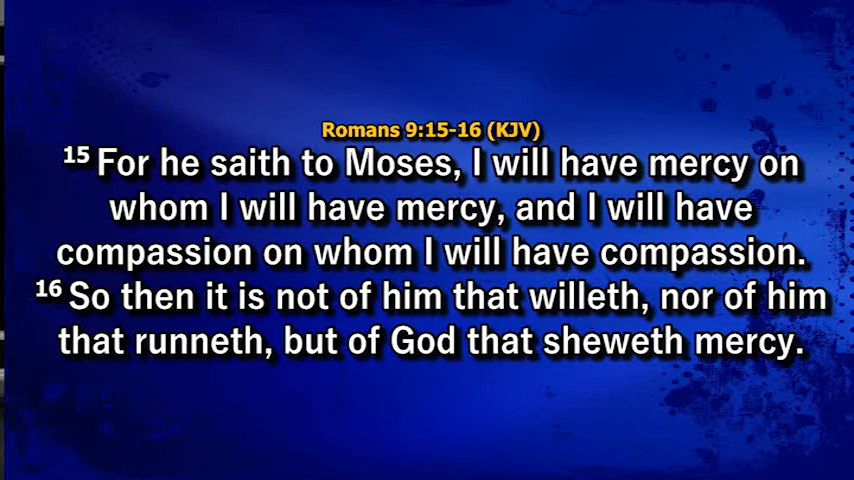 Romans 9:15-16 (KJV)
15 For he saith to Moses, I will have mercy on
whom I will have mercy, and I will have
compassion on whom I will have compassion.
16 So then it is not of him that willeth, nor of him
that runneth, but of God that sheweth mercy.